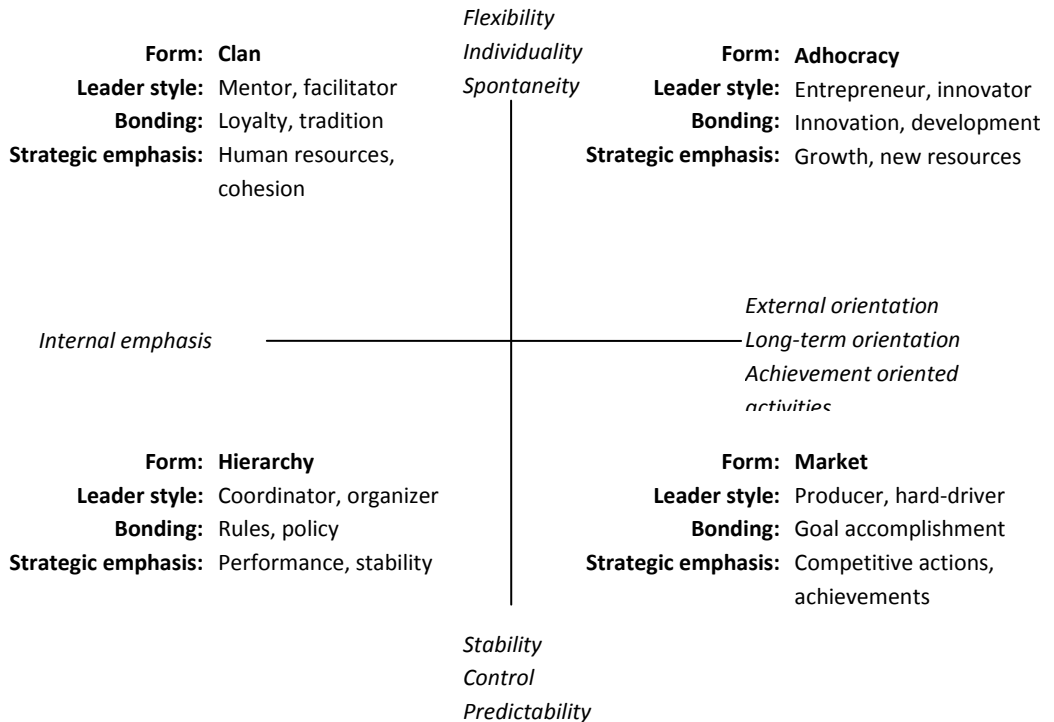 Flexibility
Individuality
Spontaneity
Form: Clan
Leader style: Mentor, facilitator
Bonding: Loyalty, tradition
Strategic emphasis: Human resources,
cohesion
Form: Adhocracy
Leader style: Entrepreneur, innovator
Bonding: Innovation, development
Strategic emphasis: Growth, new resources
Internal emphasis
External orientation
Long-term orientation
Achievement oriented
activities
Form: Hierarchy
Leader style: Coordinator, organizer
Bonding: Rules, policy
Strategic emphasis: Performance, stability
Form: Market
Leader style: Producer, hard-driver
Bonding: Goal accomplishment
Strategic emphasis: Competitive actions,
achievements
Stability
Control
Predictability